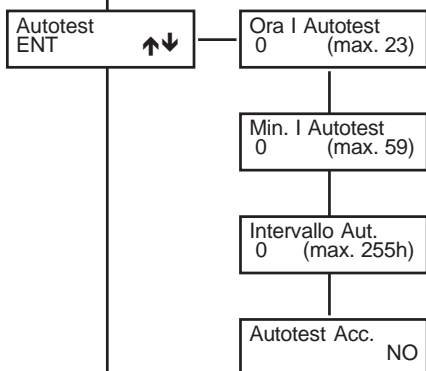 Autotest
ENT
Ora I Autotest
0 (max. 23)
Min. I Autotest
0 (max. 59)
Intervallo Aut.
0 (max. 255h)
Autotest Acc.
NO